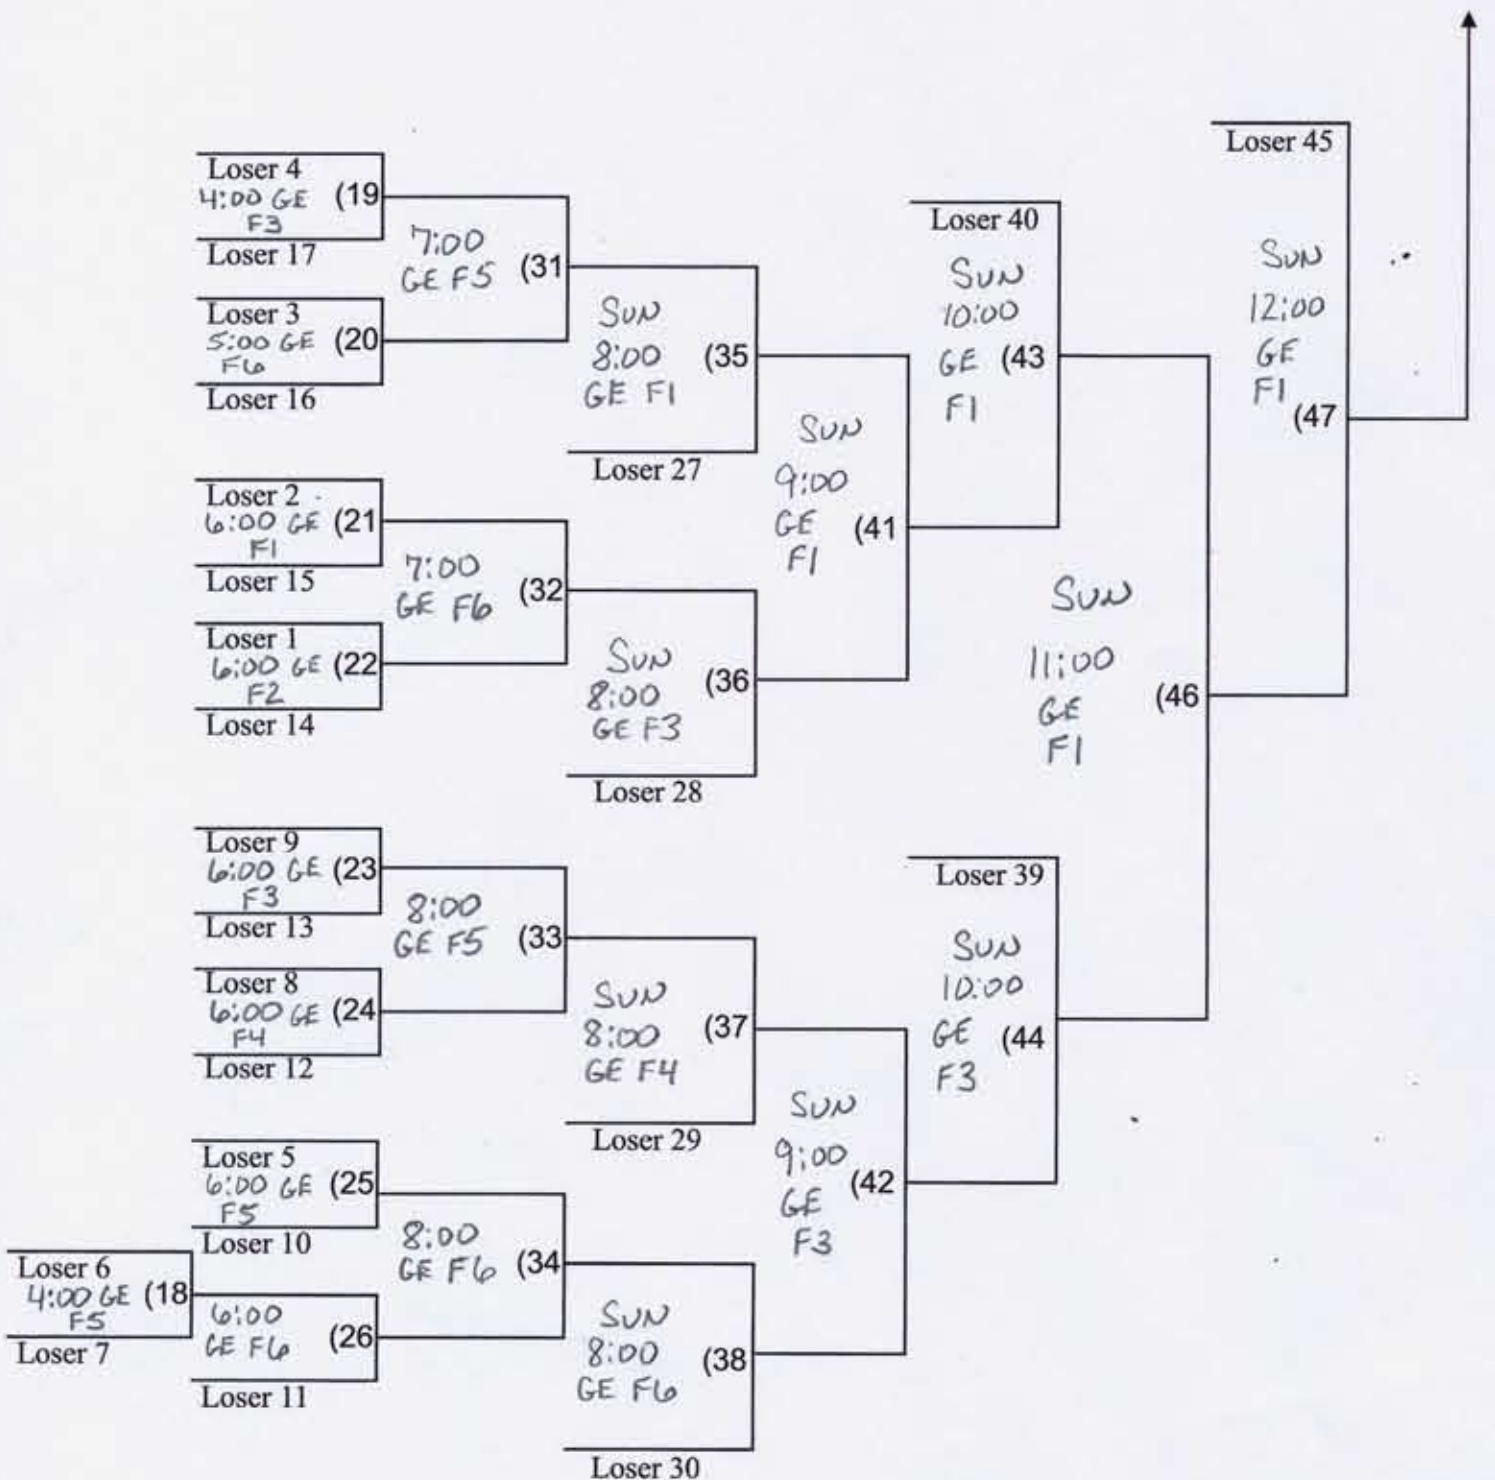 Loser 4
4:00 GE (19
F3
Loser 17
Loser 3
5:00 GE (20
F6
Loser 16
7:00
GE F5 (31
Loser 2
6:00 GE (21
F1
Loser 15
Loser 1
6:00 GE (22
F2
Loser 14
7:00
GE F6 (32
Loser 9
6:00 GE (23
F3
Loser 13
Loser 8
6:00 GE (24
F4
Loser 12
8:00
GE F5 (33
Loser 5
6:00 GE (25
F5
Loser 10
Loser 6
4:00 GE (18
F5
Loser 7
6:00
GE F6 (26
Loser 11
8:00
GE F6 (34
SUN
8:00 (35
GE F1
Loser 27
SUN
8:00 (36
GE F3
Loser 28
SUN
8:00 (37
GE F4
Loser 29
SUN
8:00 (38
GE F6
Loser 30
SUN
9:00
GE (41
F1
SUN
9:00
GE (42
F3
Loser 40
SUN
10:00
GE (43
F1
Loser 39
SUN
10:00
GE (44
F3
SUN
11:00
GE (46
F1
Loser 45
SUN
12:00
GE
F1 (47